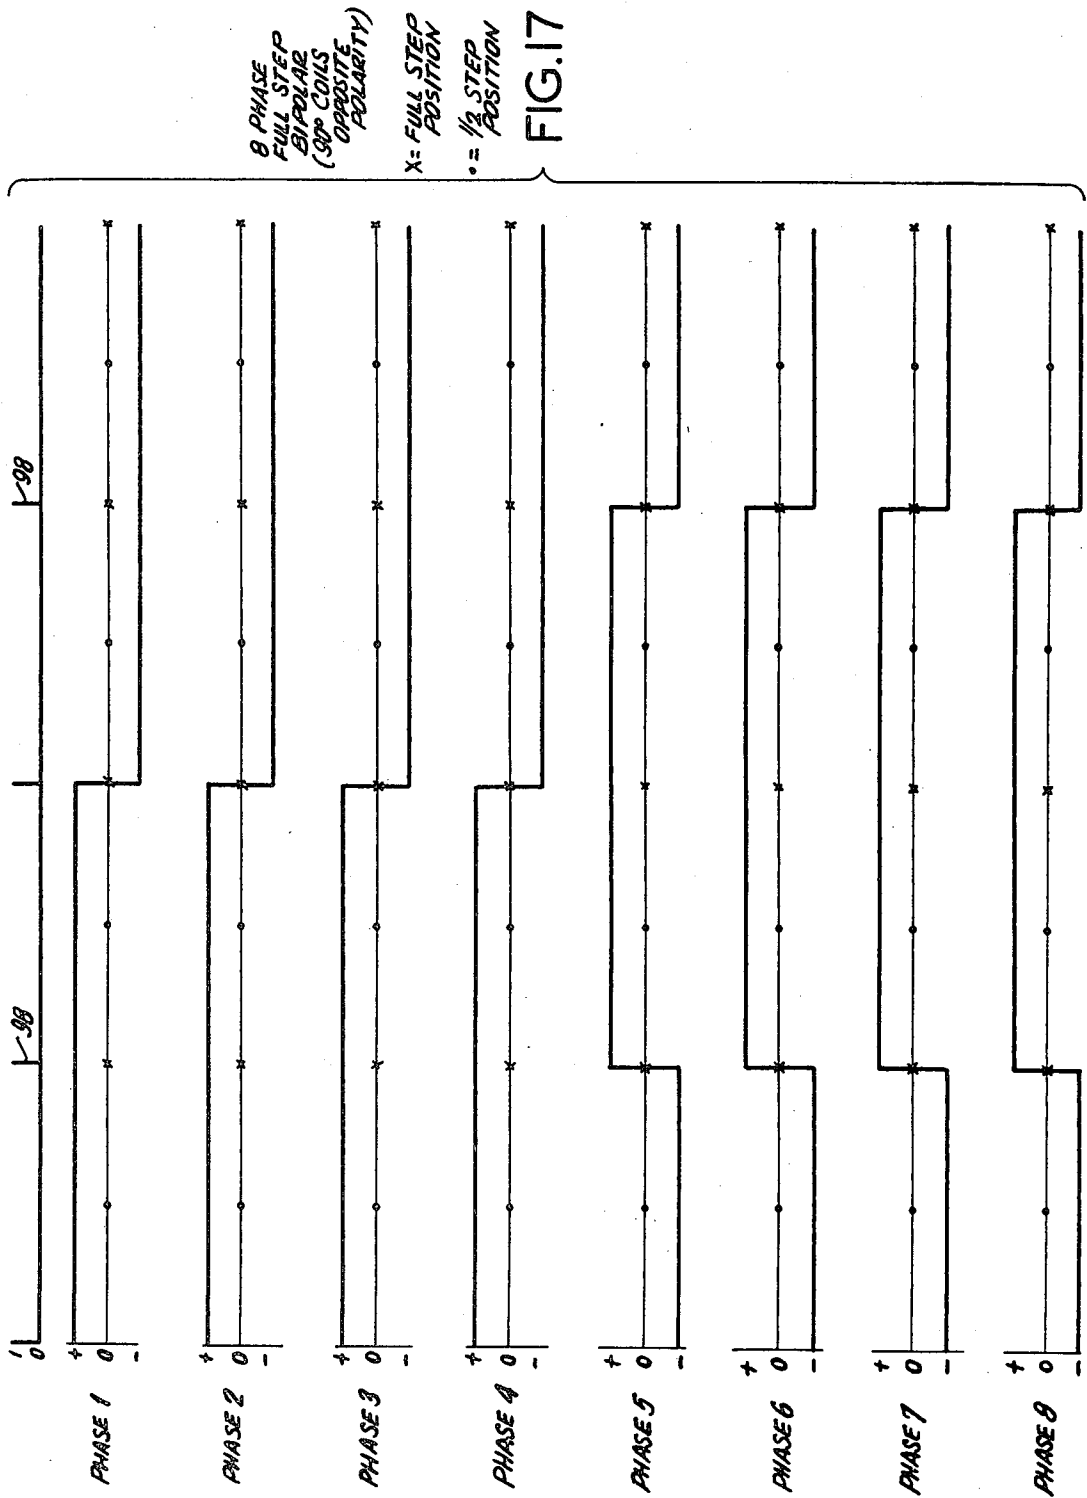 8 PHASE
FULL STEP
BIPOLAR
(90° COILS
OPPOSITE
POLARITY)
X = FULL STEP
POSITION
• = 1/2 STEP
POSITION
FIG.17
98
98
1
0
+
0
-
PHASE 1
+
0
-
PHASE 2
+
0
-
PHASE 3
+
0
-
PHASE 4
+
0
-
PHASE 5
+
0
-
PHASE 6
+
0
-
PHASE 7
+
0
-
PHASE 8